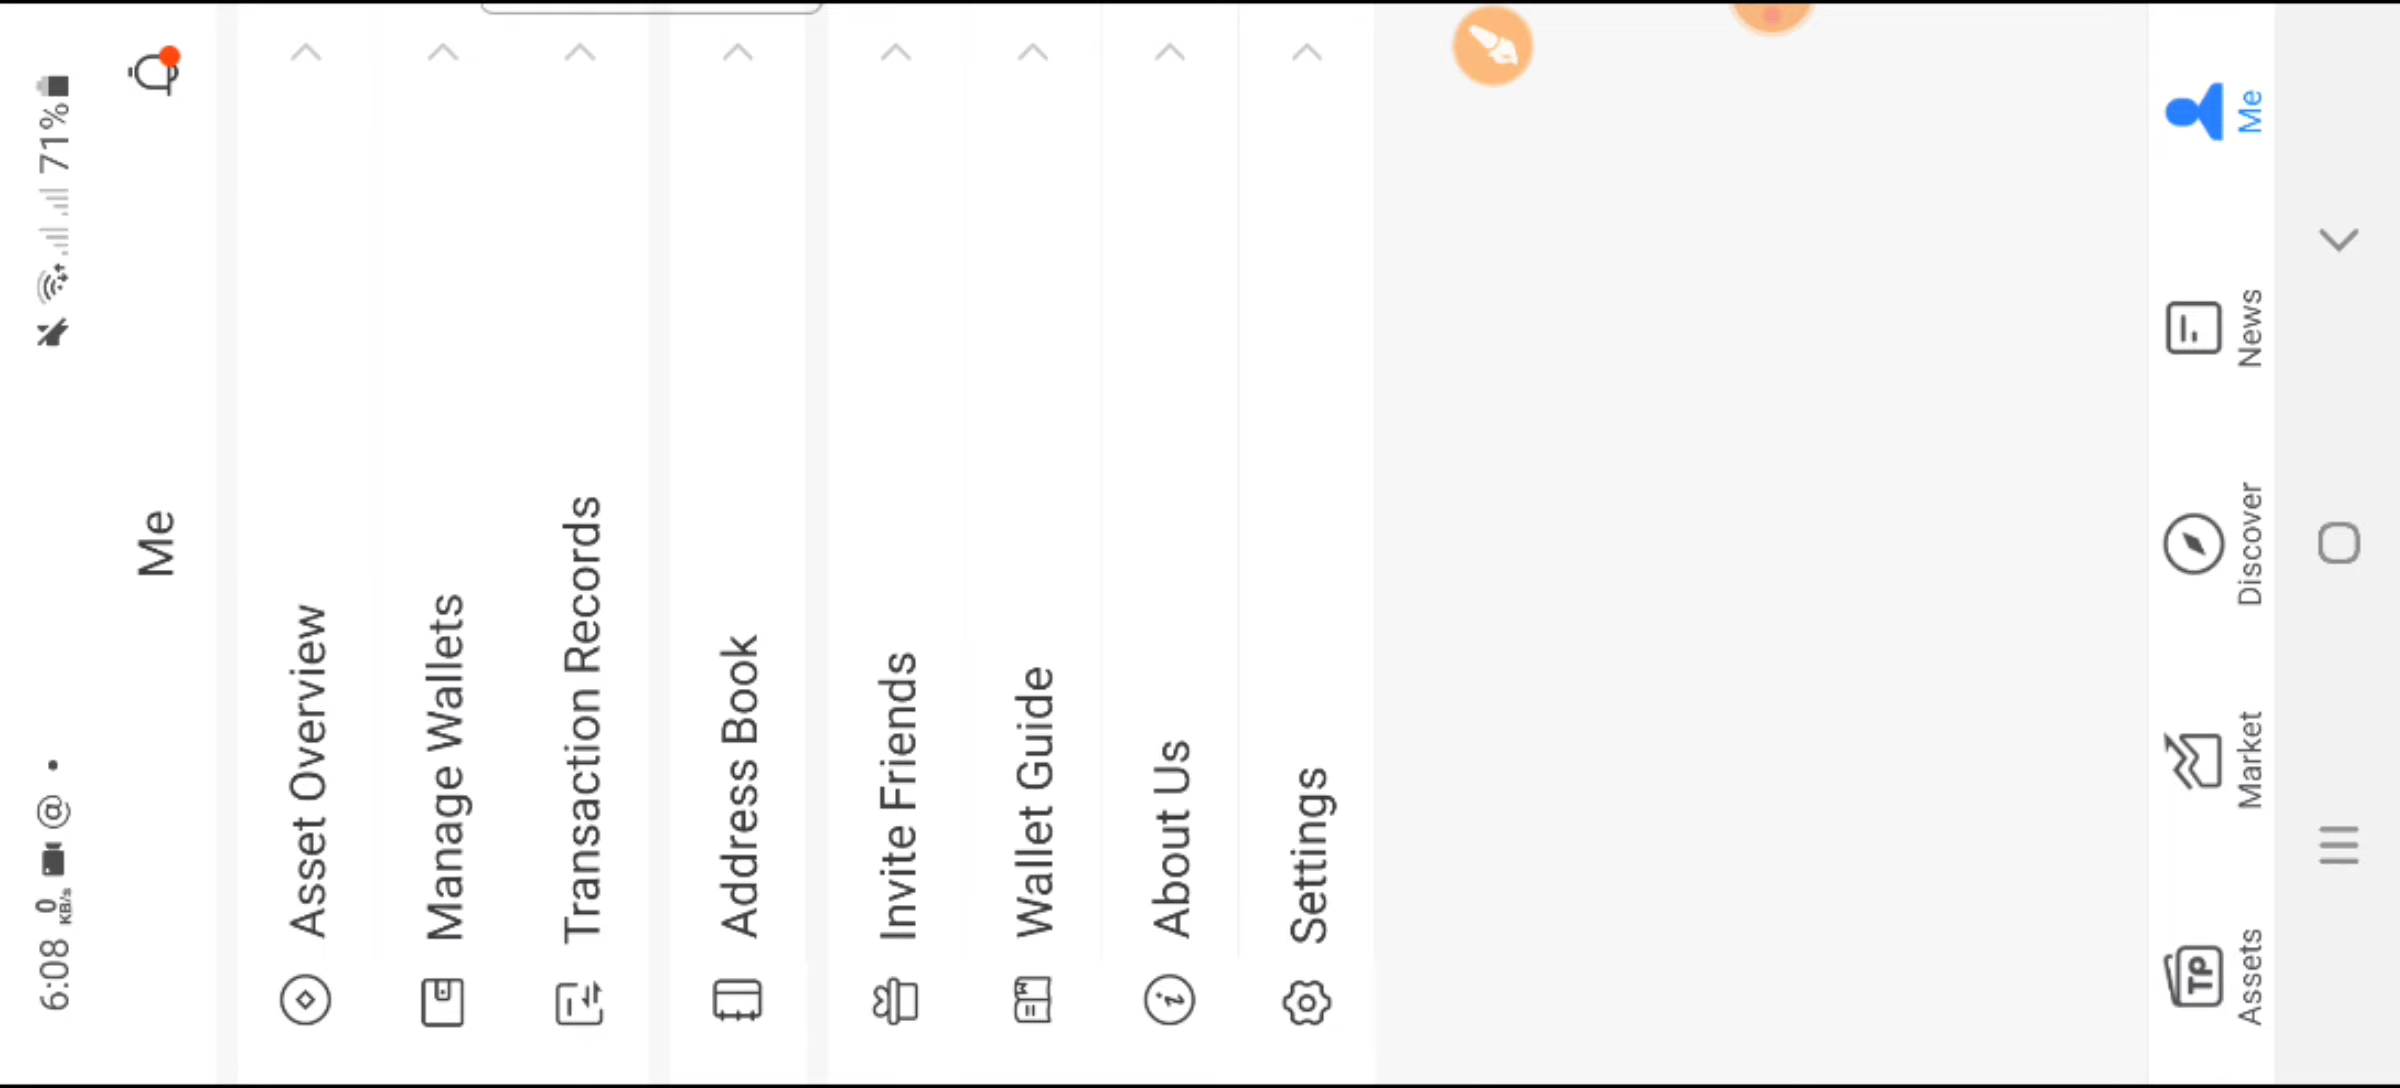 6:08 0 KB/s @ 71%
Me
Asset Overview
Manage Wallets
Transaction Records
Address Book
Invite Friends
Wallet Guide
About Us
Settings
TP
Assets Market Discover News Me